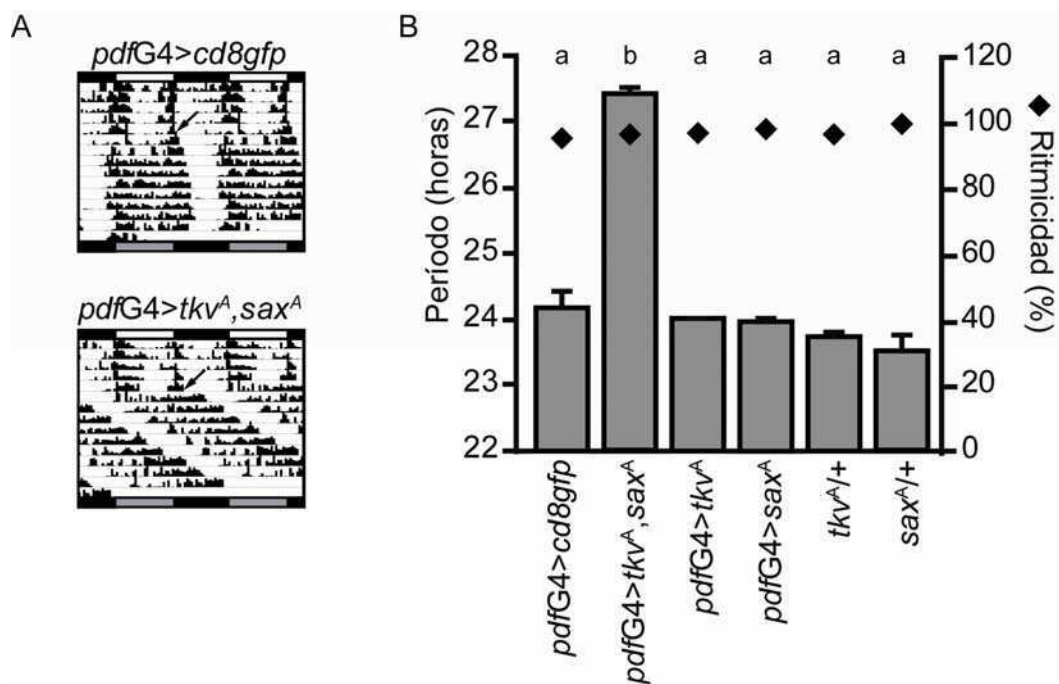 A
pdfG4>cd8gfp
pdfG4>tkvᴬ,saxᴬ
B
Período (horas)
28
27
26
25
24
23
22
a b a a a a
120
100
80
60
40
20
0
Ritmicidad (%)
pdfG4>cd8gfp
pdfG4>tkvᴬ,saxᴬ
pdfG4>tkvᴬ
pdfG4>saxᴬ
tkvᴬ/+
saxᴬ/+